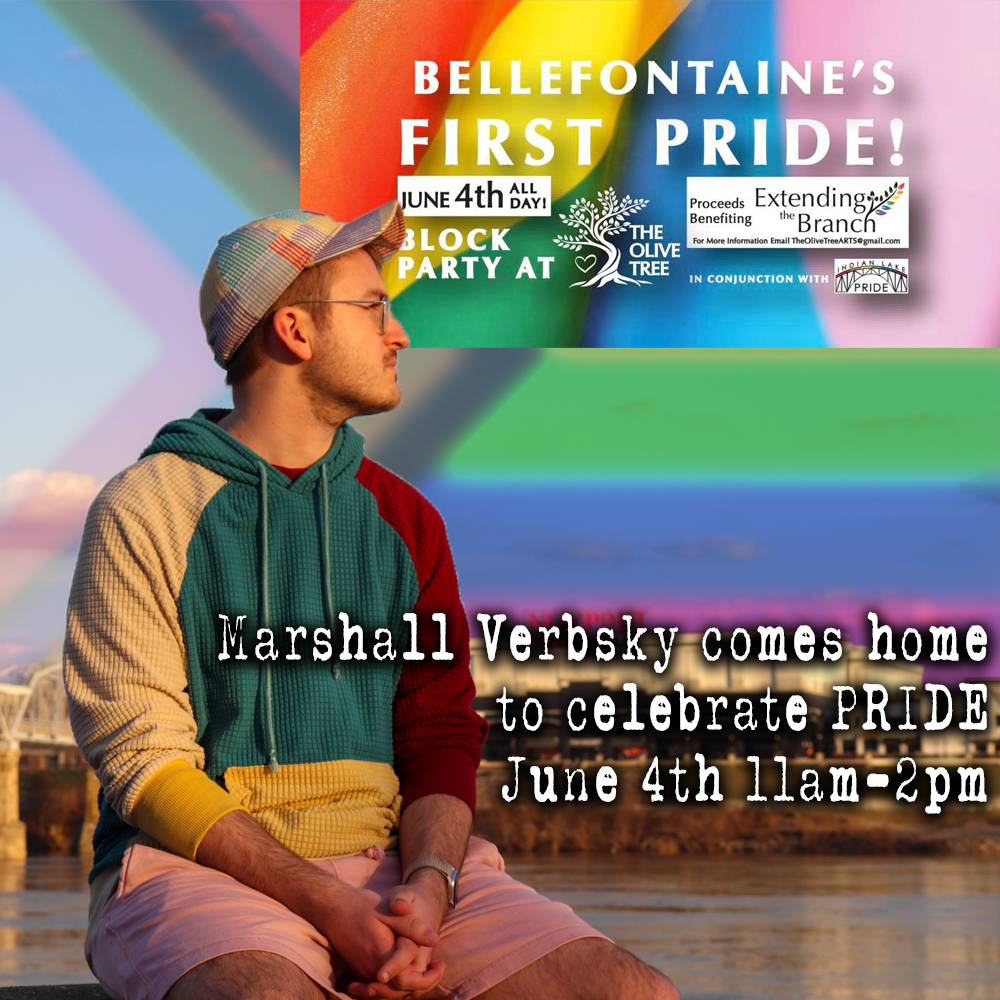 BELLEFONTAINE'S
FIRST PRIDE!
JUNE 4th ALL DAY!
BLOCK
PARTY AT
THE
OLIVE
TREE
Proceeds
Benefiting
Extending
the
Branch
For More Information Email TheOliveTreeARTS@gmail.com
IN CONJUNCTION WITH
INDIAN LAKE
PRIDE
Marshall Verbsky comes home
to celebrate PRIDE
June 4th 11am-2pm